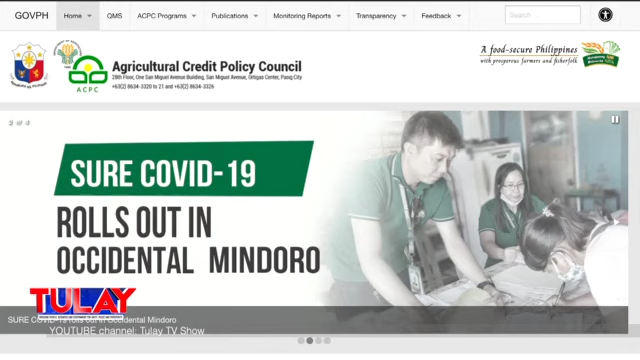 GOVPH Home QMS ACPC Programs Publications Monitoring Reports Transparency Feedback Search ...
ACPC
Agricultural Credit Policy Council
28th Floor, One San Miguel Avenue Building, San Miguel Avenue, Ortigas Center, Pasig City
+63(2) 8634-3320 to 21 and +63(2) 8634-3326
A food-secure Philippines
with prosperous farmers and fisherfolk
2 of 4
SURE COVID-19
ROLLS OUT IN
OCCIDENTAL MINDORO
TULAY
SURE COVID-19 rolls out in Occidental Mindoro
YOUTUBE channel: Tulay TV Show